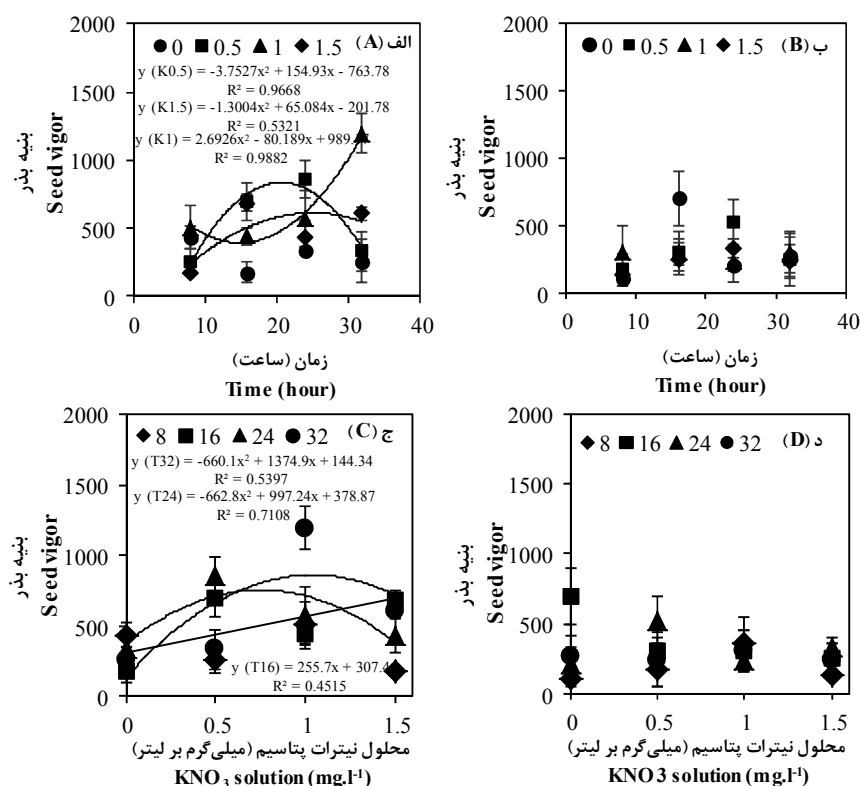 الف (A)
● 0 ■ 0.5 ▲ 1 ◆ 1.5
y (K0.5) = -3.7527x² + 154.93x - 763.78
R² = 0.9668
y (K1.5) = -1.3004x² + 65.084x - 201.78
R² = 0.5321
y (K1) = 2.6926x² - 80.189x + 989.
R² = 0.9882
2000
1500
1000
500
0
بنیه بذر
Seed vigor
0 10 20 30 40
زمان (ساعت)
Time (hour)
ب (B)
● 0 ■ 0.5 ▲ 1 ◆ 1.5
2000
1500
1000
500
0
بنیه بذر
Seed vigor
0 10 20 30 40
زمان (ساعت)
Time (hour)
ج (C)
◆ 8 ■ 16 ▲ 24 ● 32
y (T32) = -660.1x² + 1374.9x + 144.34
R² = 0.5397
y (T24) = -662.8x² + 997.24x + 378.87
R² = 0.7108
y (T16) = 255.7x + 307.4
R² = 0.4515
2000
1500
1000
500
0
بنیه بذر
Seed vigor
0 0.5 1 1.5
محلول نیترات پتاسیم (میلی‌گرم بر لیتر)
KNO₃ solution (mg.l⁻¹)
د (D)
◆ 8 ■ 16 ▲ 24 ● 32
2000
1500
1000
500
0
بنیه بذر
Seed vigor
0 0.5 1 1.5
محلول نیترات پتاسیم (میلی‌گرم بر لیتر)
KNO3 solution (mg.l⁻¹)